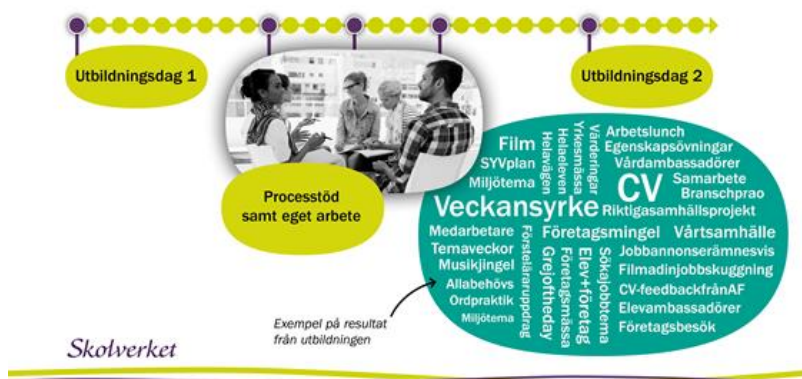 Utbildningsdag 1
Utbildningsdag 2
Processtöd
samt eget arbete
Film
SYVplan
Miljötema
Helavägen
Helaeleven
Yrkesmässa
Värderingar
Arbetslunch
Egenskapsövningar
Vårdambassadörer
CV
Samarbete
Branschprao
Veckansyrke
Riktigasamhällsprojekt
Medarbetare
Temaveckor
Musikjingel
Allabehövs
Ordpraktik
Miljötema
Försteläraruppdrag
Företagsmingel
Vårtsamhälle
Grejoftheday
Företagsmässa
Elev+företag
Sökajobbtema
Jobbannonserämnesvis
Filmadinjobbskuggning
CV-feedbackfrånAF
Elevambassadörer
Företagsbesök
Exempel på resultat
från utbildningen
Skolverket